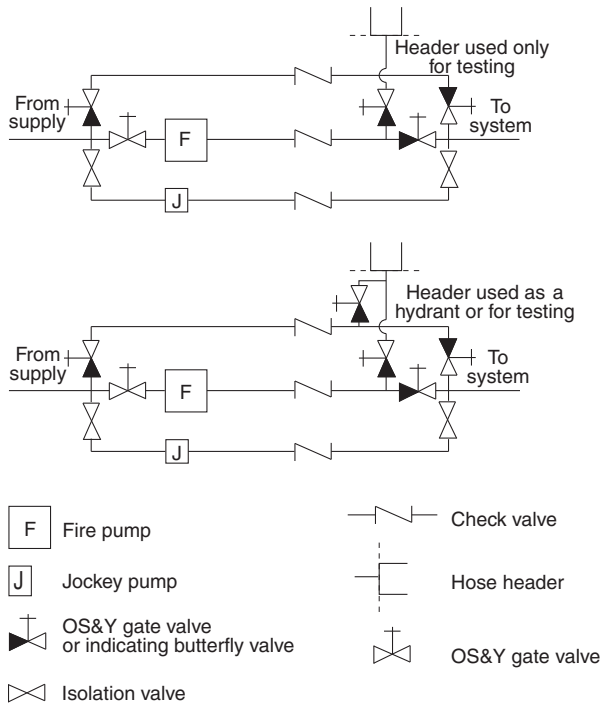 Header used only
for testing
From
supply
To
system
F
J
Header used as a
hydrant or for testing
From
supply
To
system
F
J
F Fire pump
Check valve
J Jockey pump
Hose header
OS&Y gate valve
or indicating butterfly valve
OS&Y gate valve
Isolation valve